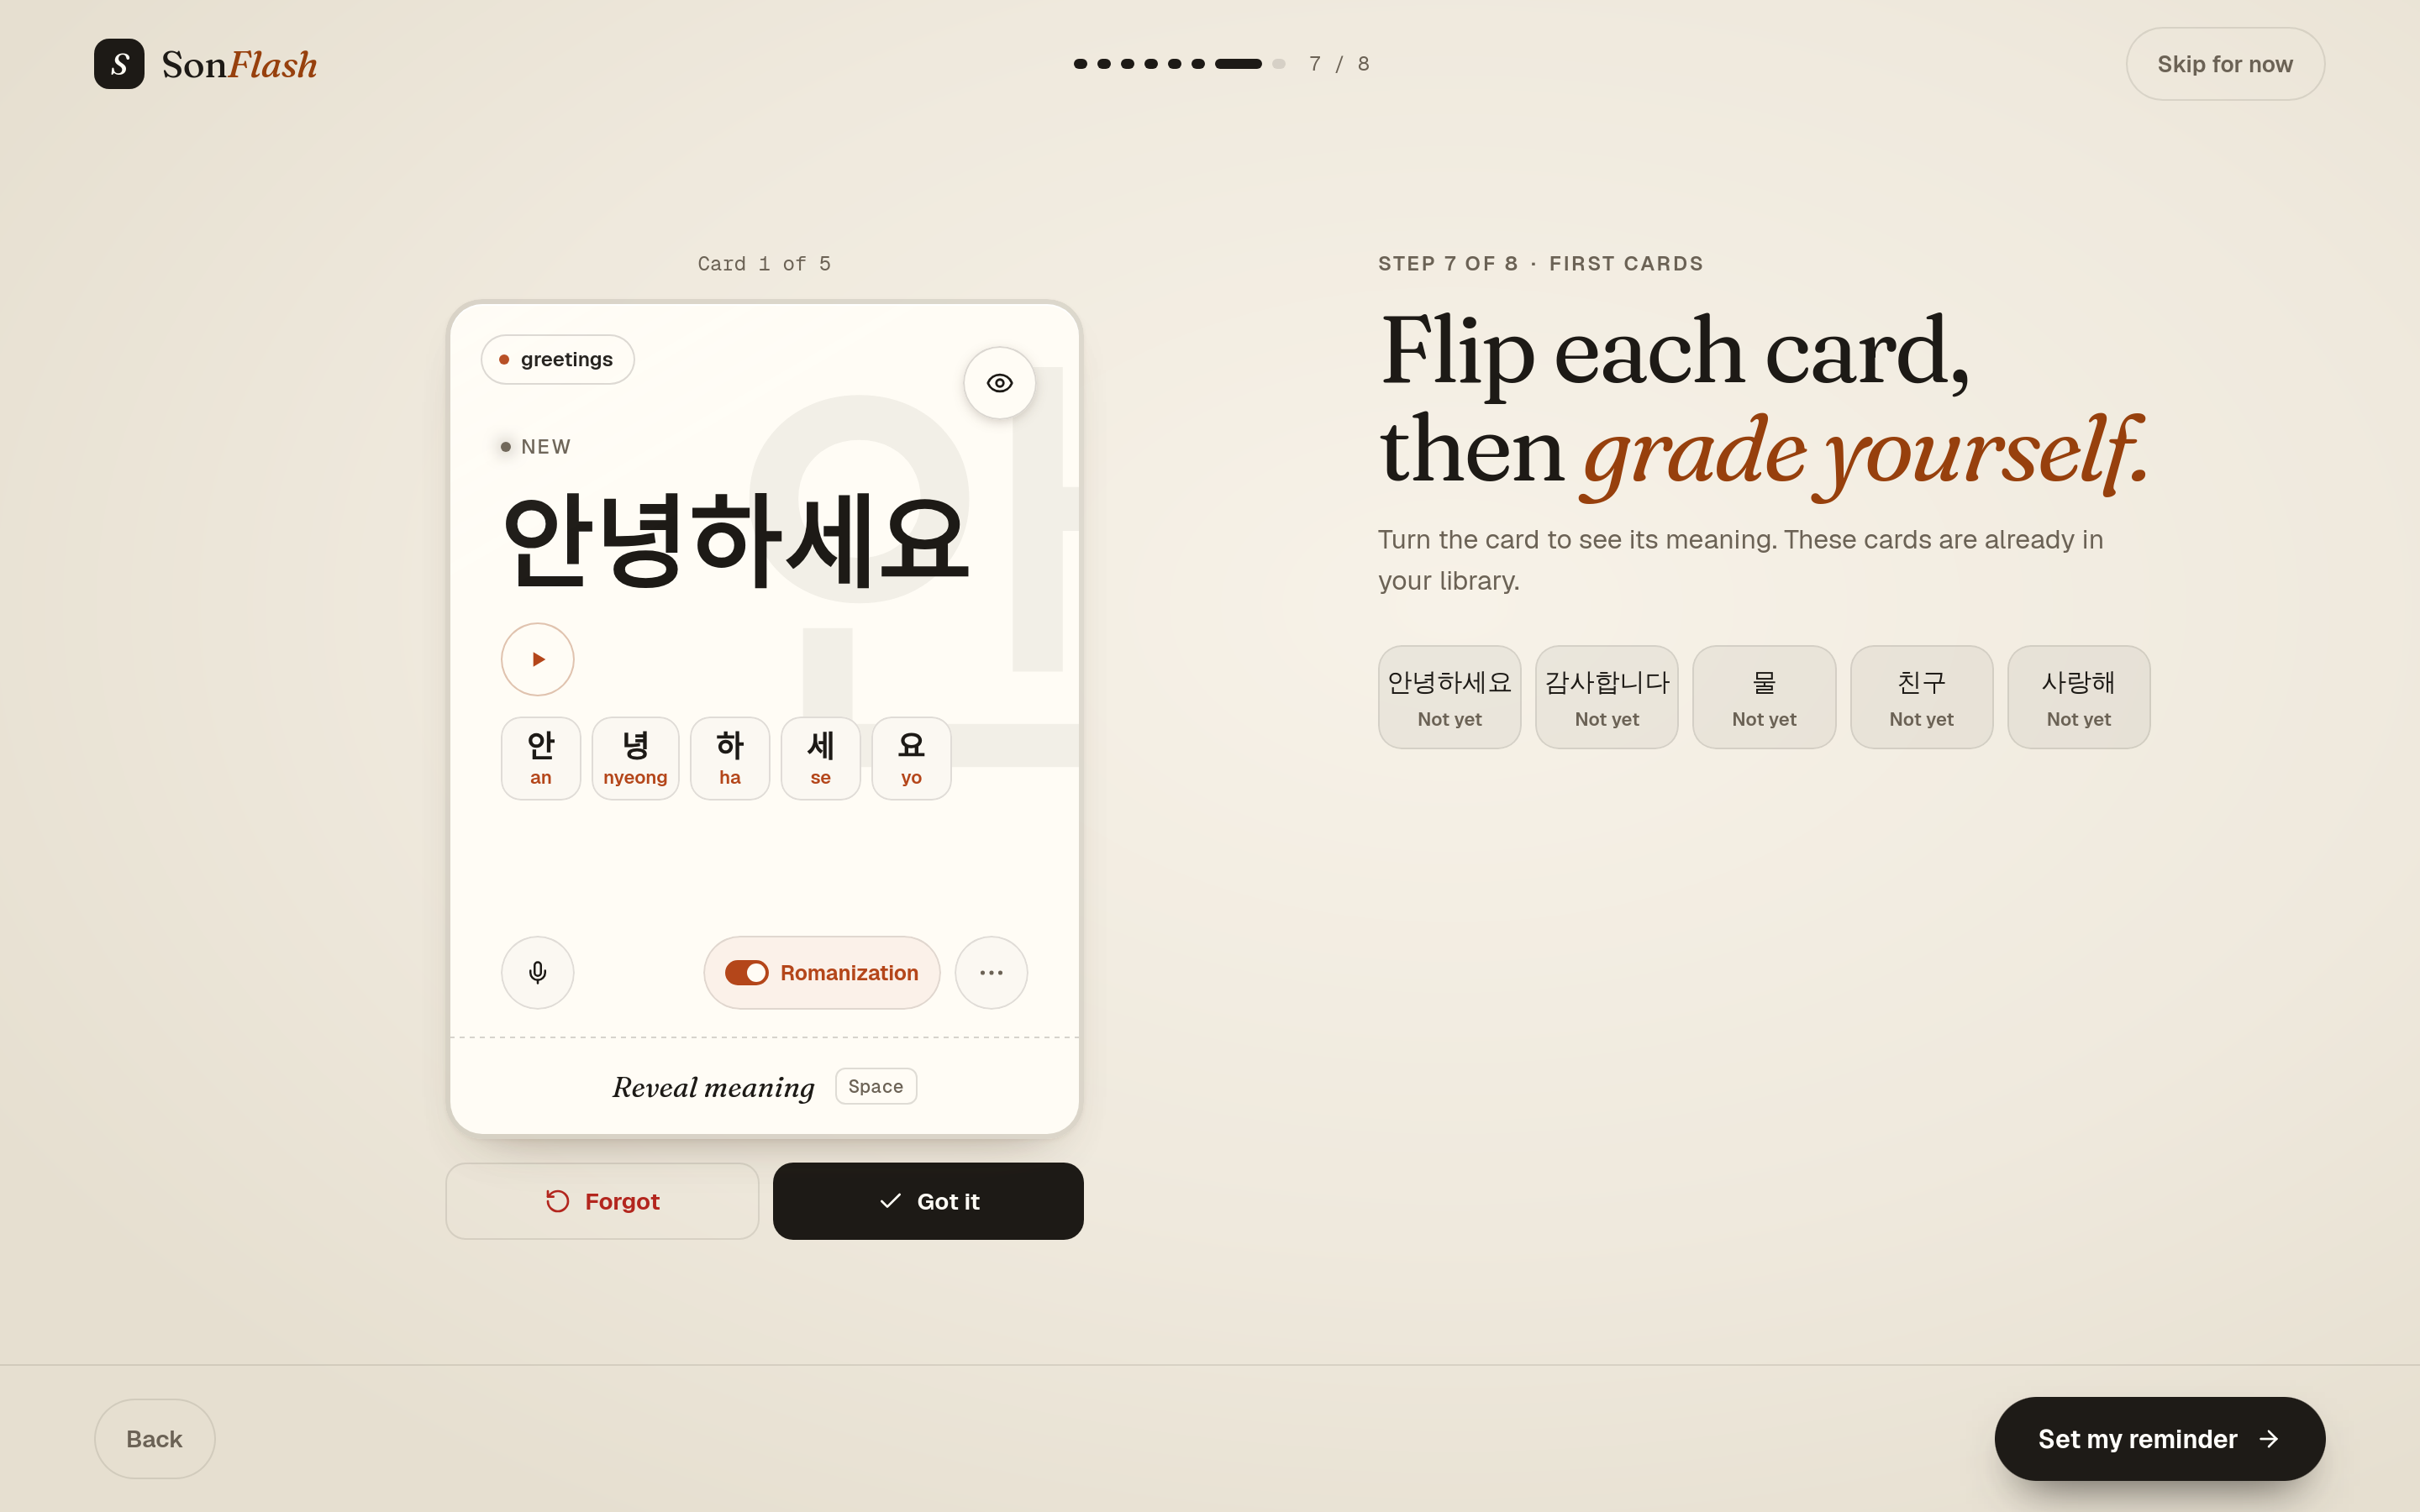 S SonFlash
7 / 8
Skip for now
Card 1 of 5
greetings
NEW
안
안녕하세요
안 녕 하 세 요
an nyeong ha se yo
Romanization
Reveal meaning Space
Forgot
Got it
STEP 7 OF 8 · FIRST CARDS
Flip each card,
then grade yourself.
Turn the card to see its meaning. These cards are already in
your library.
안녕하세요 감사합니다 물 친구 사랑해
Not yet Not yet Not yet Not yet Not yet
Back
Set my reminder